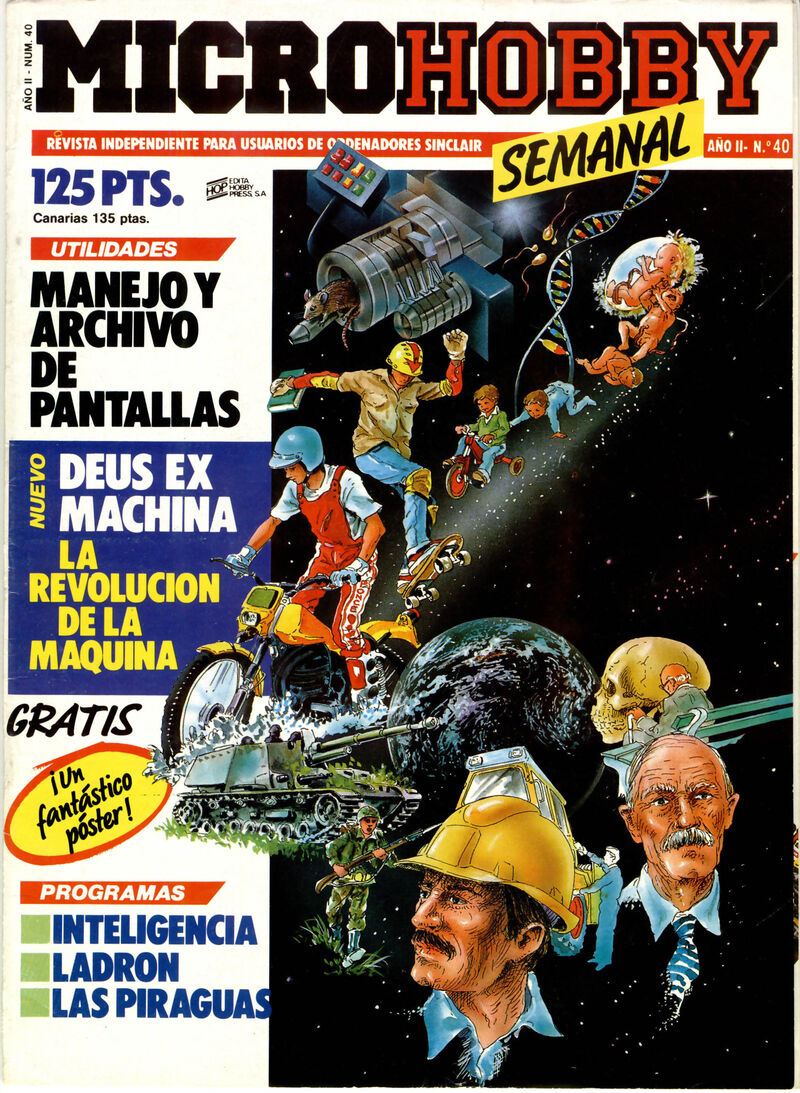 AÑO II - NUM. 40
MICROHOBBY
REVISTA INDEPENDIENTE PARA USUARIOS DE ORDENADORES SINCLAIR
SEMANAL
AÑO II- N.º 40
125 PTS.
Canarias 135 ptas.
HOP
EDITA
HOBBY
PRESS, S.A
UTILIDADES
MANEJO Y
ARCHIVO
DE
PANTALLAS
NUEVO
DEUS EX
MACHINA
LA
REVOLUCION
DE LA
MAQUINA
GRATIS
¡Un
fantástico
póster!
PROGRAMAS
INTELIGENCIA
LADRON
LAS PIRAGUAS